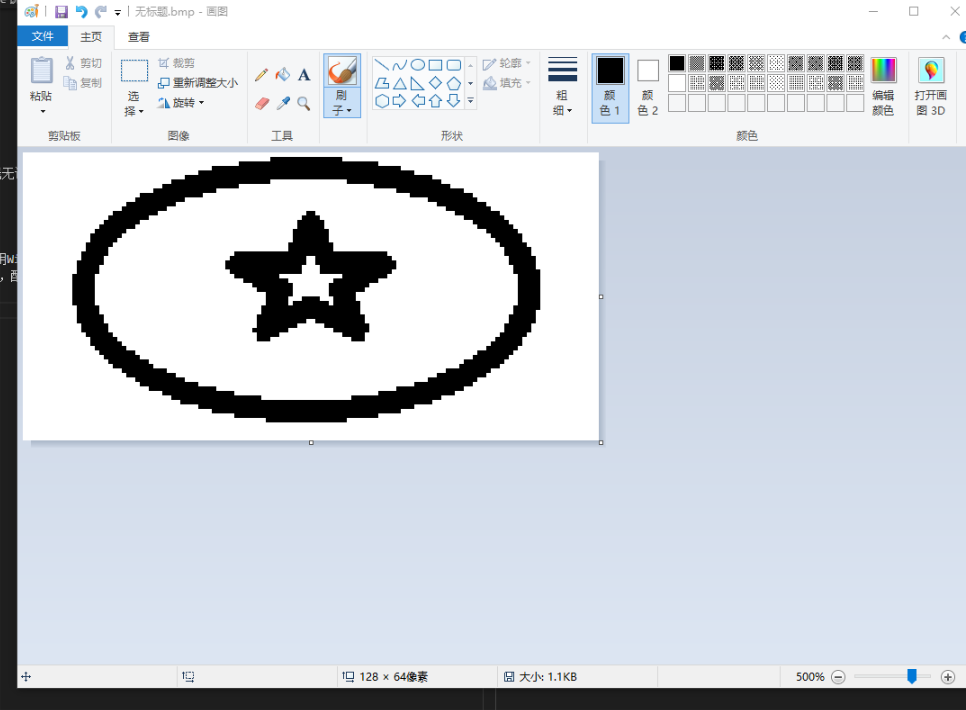 无标题.bmp - 画图
文件 主页 查看
粘贴
剪切
复制
剪贴板
选
择
裁剪
重新调整大小
旋转
图像
A
工具
刷
子
形状
轮廓
填充
粗
细
颜
色 1
颜
色 2
编辑
颜色
颜色
打开画
图 3D
128 × 64像素
大小: 1.1KB
500%